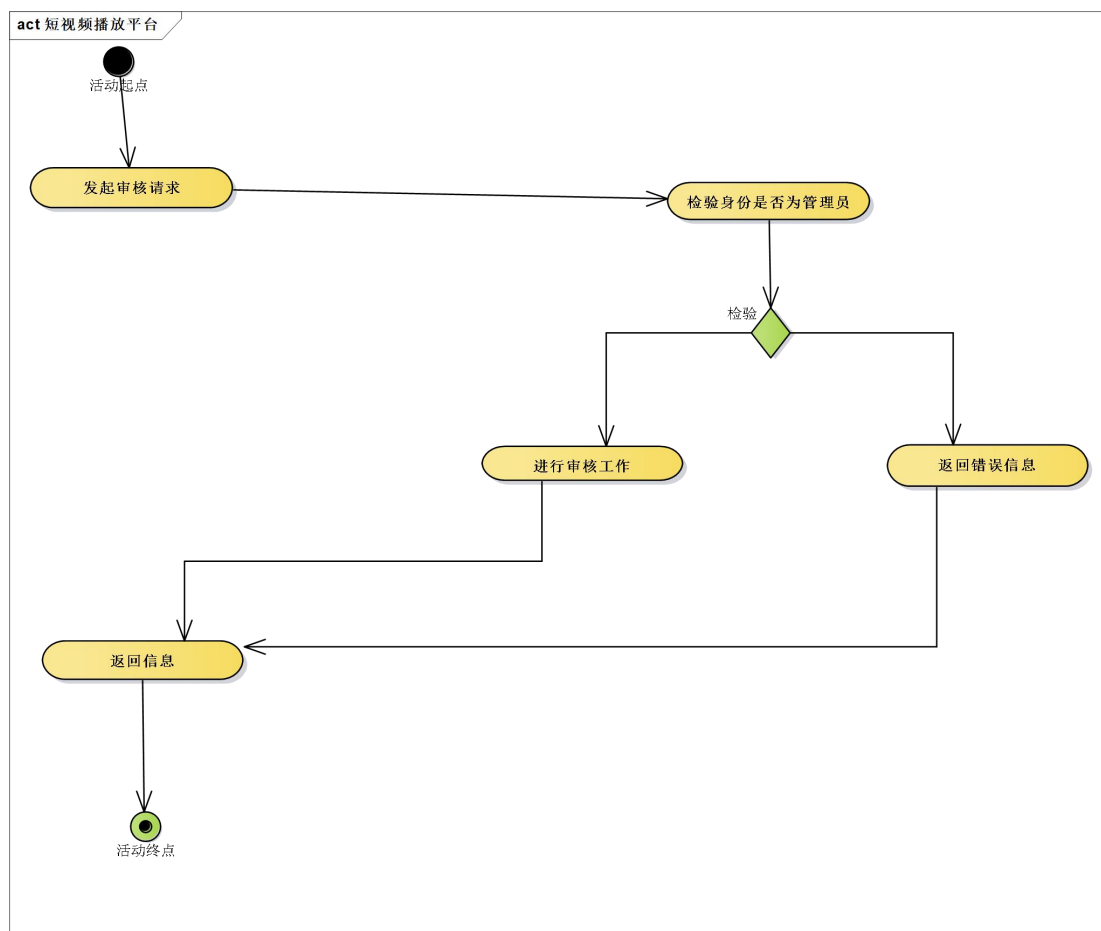 act 短视频播放平台
活动起点
发起审核请求
检验身份是否为管理员
检验
进行审核工作
返回错误信息
返回信息
活动终点